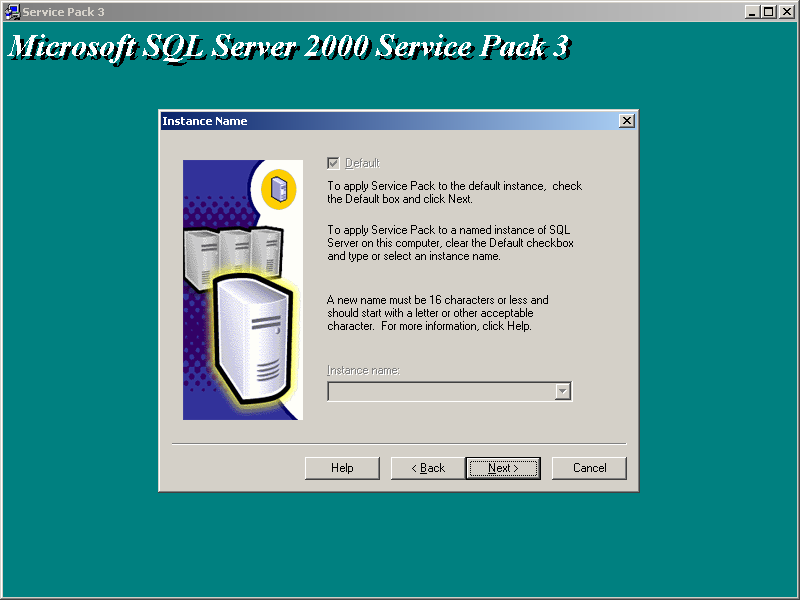 Service Pack 3
Microsoft SQL Server 2000 Service Pack 3
Instance Name
Default
To apply Service Pack to the default instance,  check
the Default box and click Next.
To apply Service Pack to a named instance of SQL
Server on this computer, clear the Default checkbox
and type or select an instance name.
A new name must be 16 characters or less and
should start with a letter or other acceptable
character.  For more information, click Help.
Instance name:
Help < Back Next > Cancel